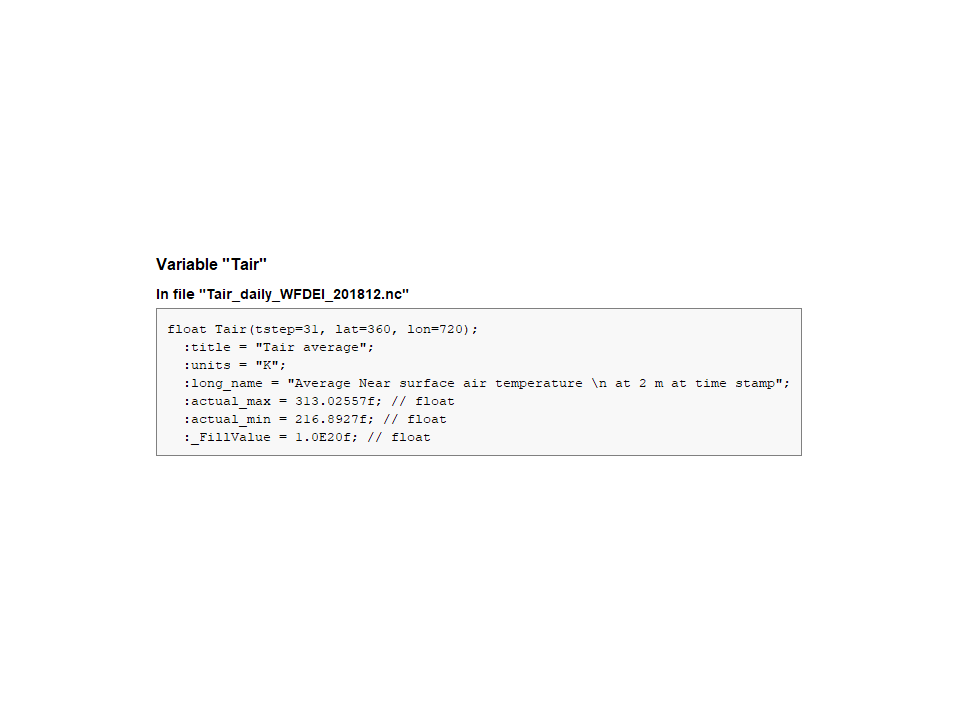 Variable "Tair"
In file "Tair_daily_WFDEI_201812.nc"
float Tair(tstep=31, lat=360, lon=720);
:title = "Tair average";
:units = "K";
:long_name = "Average Near surface air temperature \n at 2 m at time stamp";
:actual_max = 313.02557f; // float
:actual_min = 216.8927f; // float
:_FillValue = 1.0E20f; // float